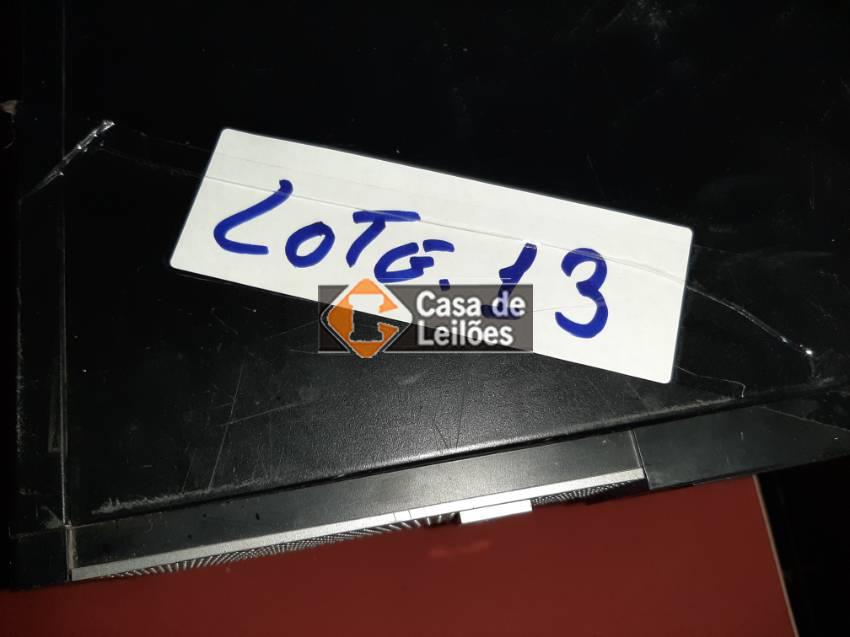 LOTE.13
Casa de
Leilões